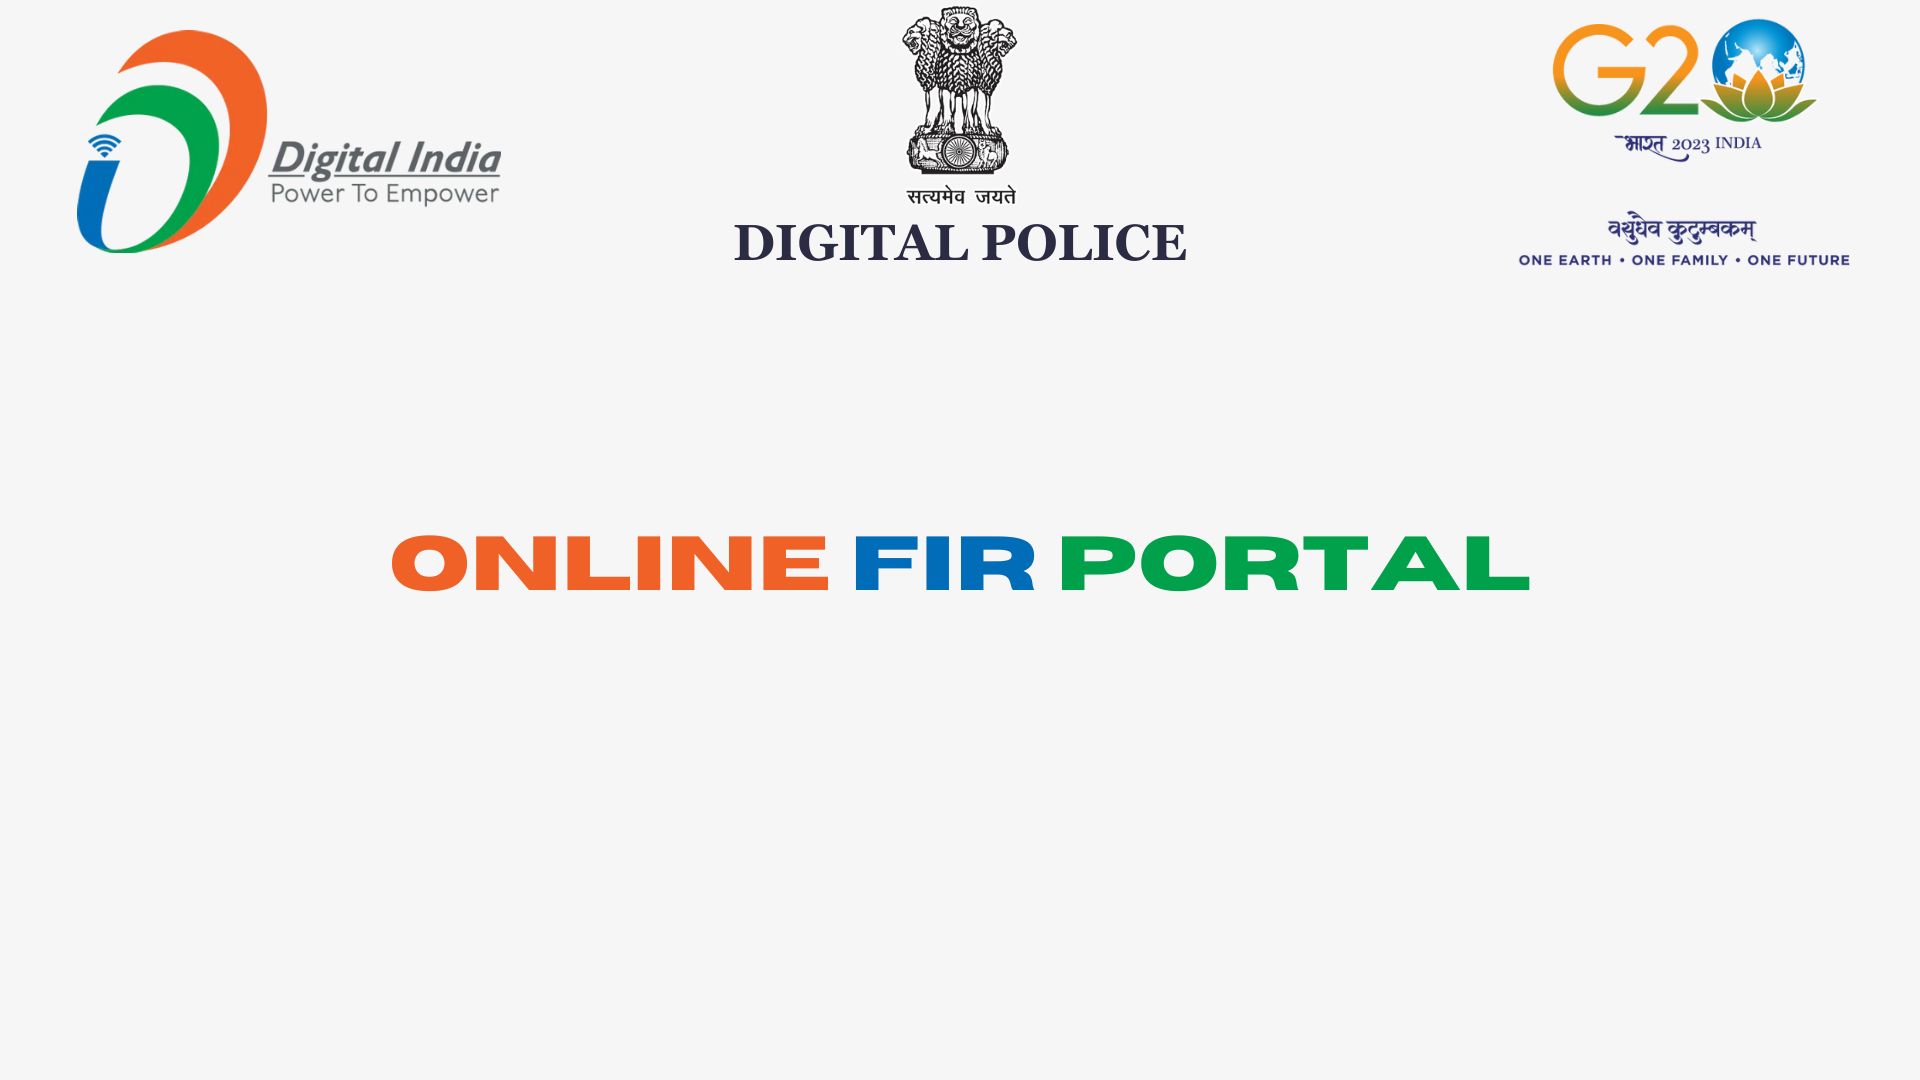 Digital India
Power To Empower
सत्यमेव जयते
DIGITAL POLICE
G20
भारत 2023 INDIA
वसुधैव कुटुम्बकम्
ONE EARTH • ONE FAMILY • ONE FUTURE
ONLINE FIR PORTAL